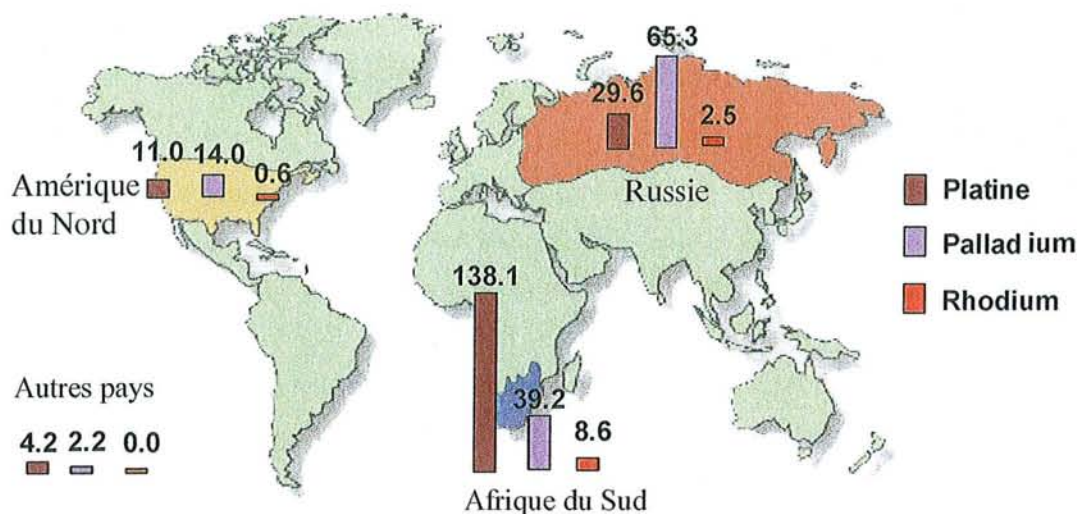 65.3
29.6
2.5
11.0 14.0 0.6
Amérique
du Nord
Russie
Platine
Pallad ium
Rhodium
138.1
39.2
8.6
Autres pays
4.2 2.2 0.0
Afrique du Sud